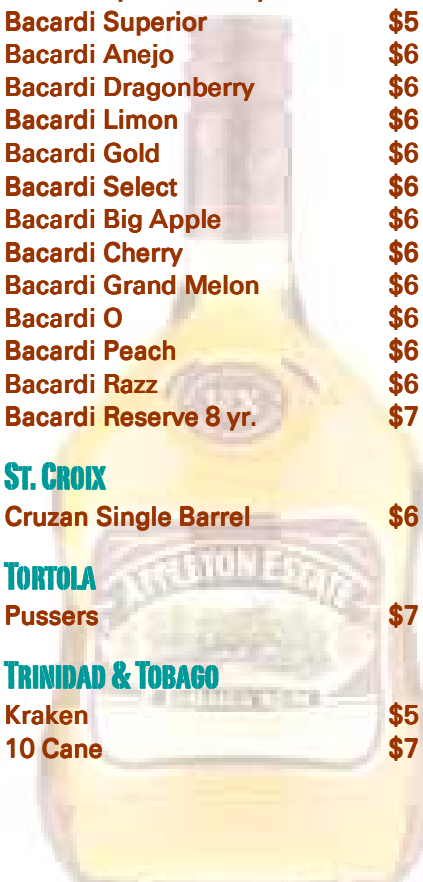 Bacardi Superior $5
Bacardi Anejo $6
Bacardi Dragonberry $6
Bacardi Limon $6
Bacardi Gold $6
Bacardi Select $6
Bacardi Big Apple $6
Bacardi Cherry $6
Bacardi Grand Melon $6
Bacardi O $6
Bacardi Peach $6
Bacardi Razz $6
Bacardi Reserve 8 yr. $7
ST. CROIX
Cruzan Single Barrel $6
TORTOLA
APPLETON ESTATE
Pussers $7
TRINIDAD & TOBAGO
Kraken $5
10 Cane $7